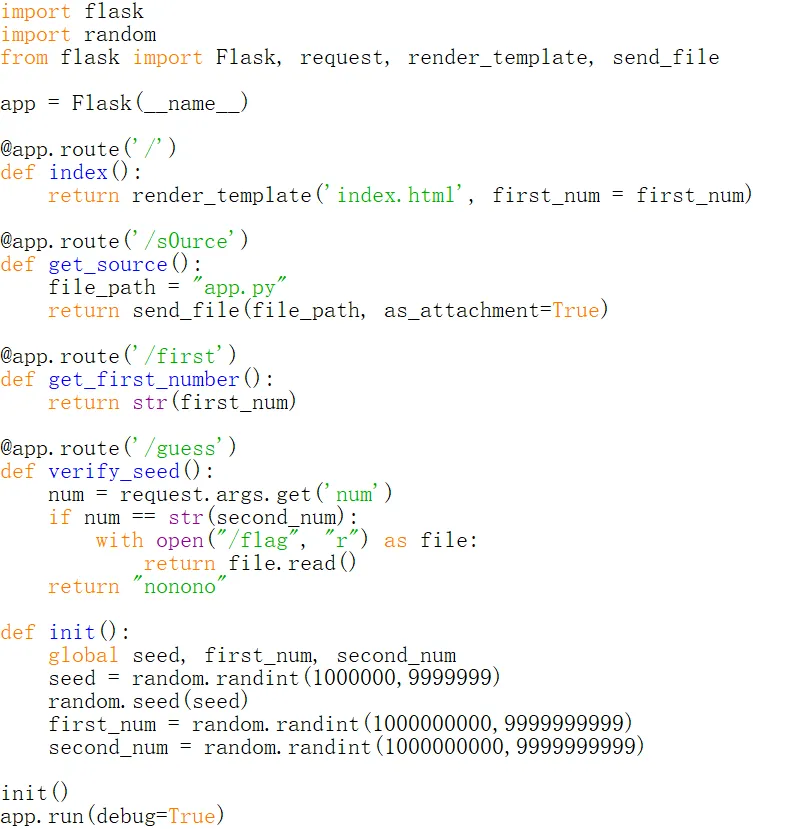 import flask
import random
from flask import Flask, request, render_template, send_file
app = Flask(__name__)
@app.route('/')
def index():
    return render_template('index.html', first_num = first_num)
@app.route('/s0urce')
def get_source():
    file_path = "app.py"
    return send_file(file_path, as_attachment=True)
@app.route('/first')
def get_first_number():
    return str(first_num)
@app.route('/guess')
def verify_seed():
    num = request.args.get('num')
    if num == str(second_num):
        with open("/flag", "r") as file:
            return file.read()
    return "nonono"
def init():
    global seed, first_num, second_num
    seed = random.randint(1000000,9999999)
    random.seed(seed)
    first_num = random.randint(1000000000,9999999999)
    second_num = random.randint(1000000000,9999999999)
init()
app.run(debug=True)